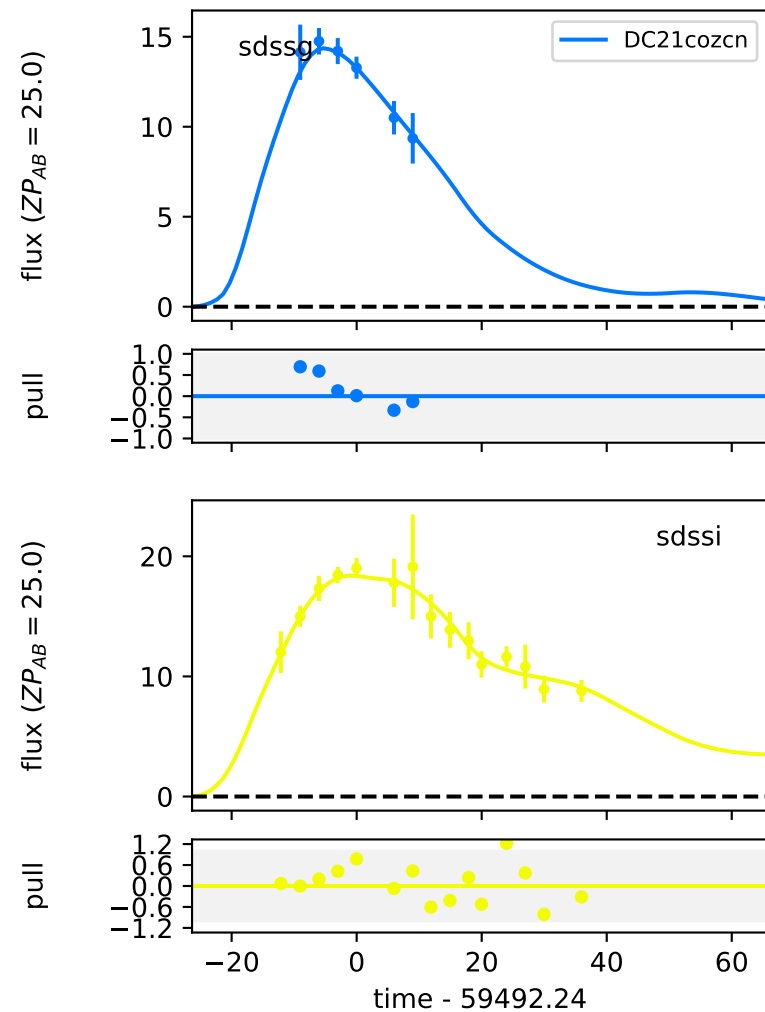 sdssg
DC21cozcn
flux (ZP_AB = 25.0)
15
10
5
0
pull
1.0
0.5
0.0
−0.5
−1.0
sdssi
flux (ZP_AB = 25.0)
20
10
0
pull
1.2
0.6
0.0
−0.6
−1.2
−20 0 20 40 60
time - 59492.24